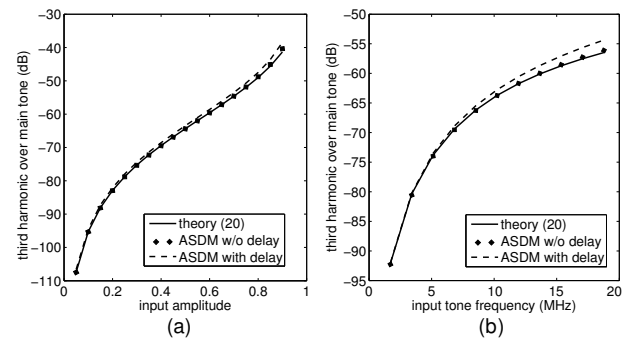 third harmonic over main tone (dB)
−30
−40
−50
−60
−70
−80
−90
−100
−110
0
0.2
0.4
0.6
0.8
1
input amplitude
theory (20)
ASDM w/o delay
ASDM with delay
(a)
third harmonic over main tone (dB)
−50
−55
−60
−65
−70
−75
−80
−85
−90
−95
0
5
10
15
20
input tone frequency (MHz)
theory (20)
ASDM w/o delay
ASDM with delay
(b)